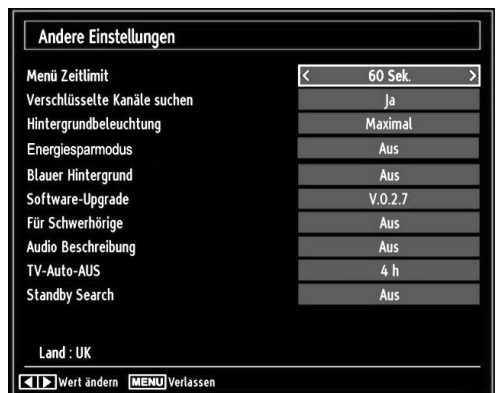 Andere Einstellungen
Menü Zeitlimit < 60 Sek. >
Verschlüsselte Kanäle suchen Ja
Hintergrundbeleuchtung Maximal
Energiesparmodus Aus
Blauer Hintergrund Aus
Software-Upgrade V.0.2.7
Für Schwerhörige Aus
Audio Beschreibung Aus
TV-Auto-AUS 4 h
Standby Search Aus
Land : UK
Wert ändern MENU Verlassen